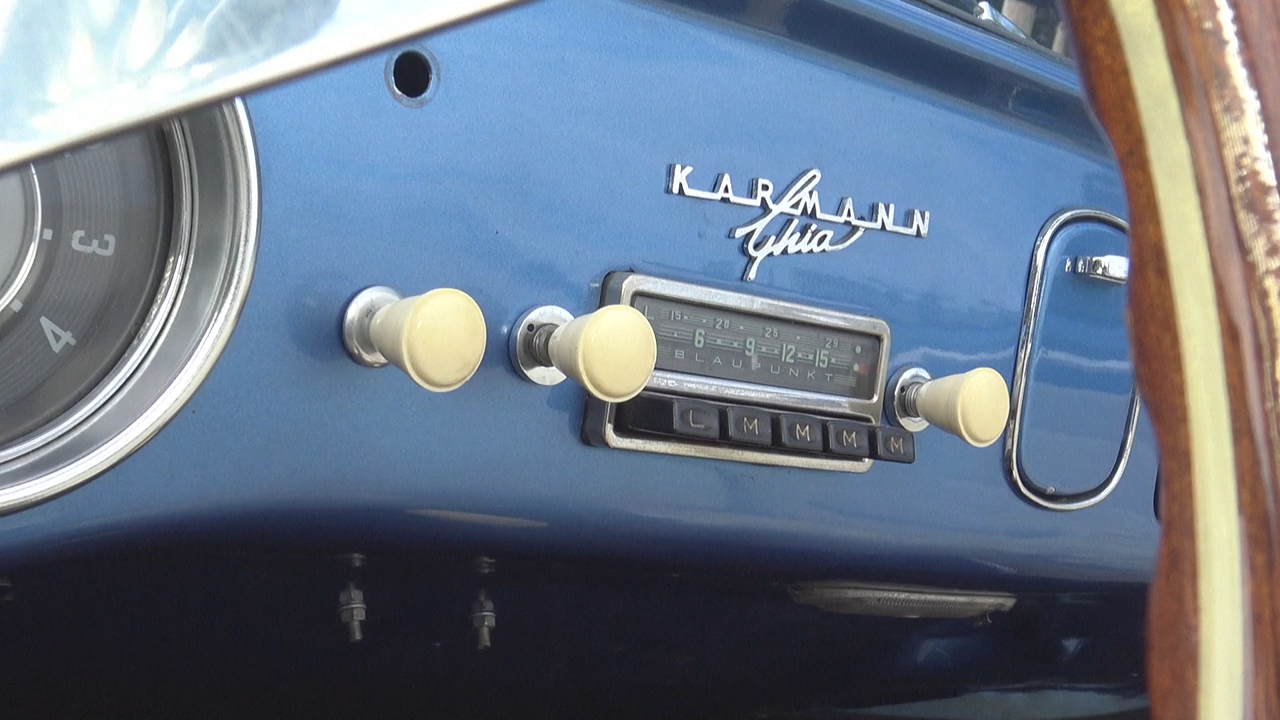 KARMANN
Ghia
3
4
L 15 20 25 29
6 9 12 15
BLAUPUNKT
L M M M M